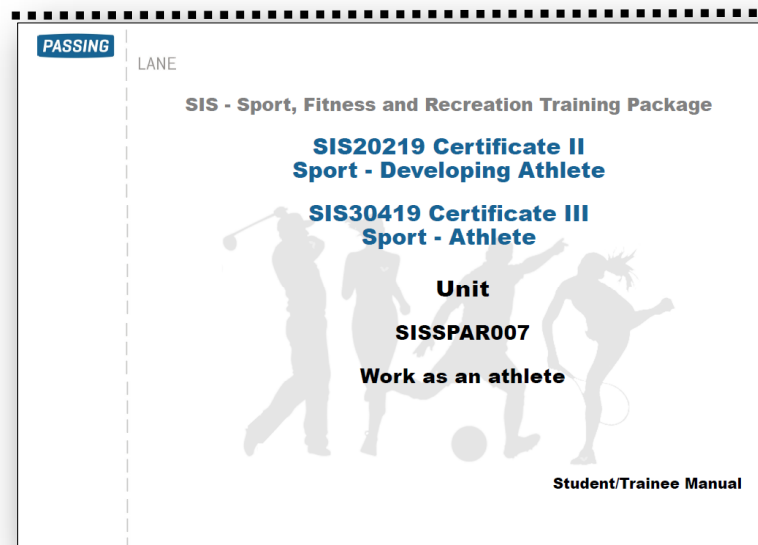 PASSING
LANE
SIS - Sport, Fitness and Recreation Training Package
SIS20219 Certificate II
Sport - Developing Athlete
SIS30419 Certificate III
Sport - Athlete
Unit
SISSPAR007
Work as an athlete
Student/Trainee Manual